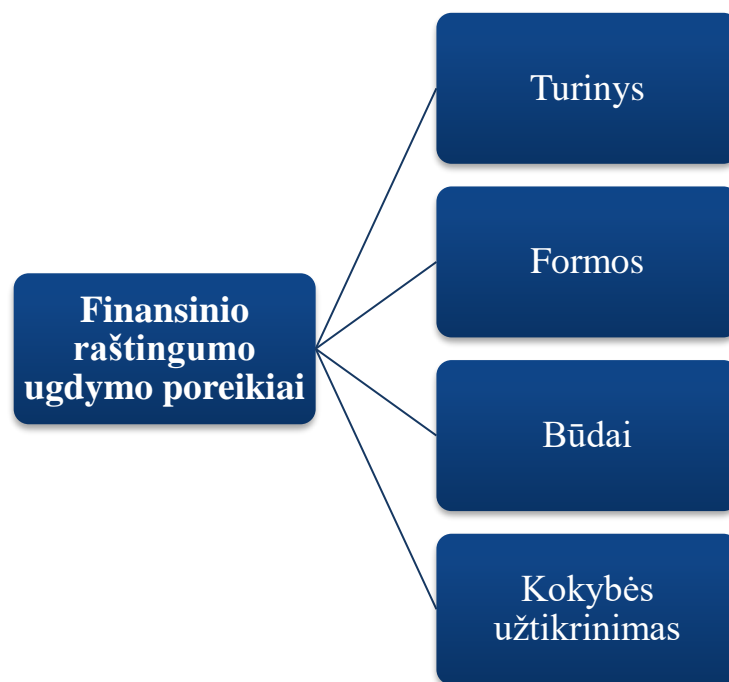 Turinys
Formos
Finansinio
raštingumo
ugdymo poreikiai
Būdai
Kokybės
užtikrinimas